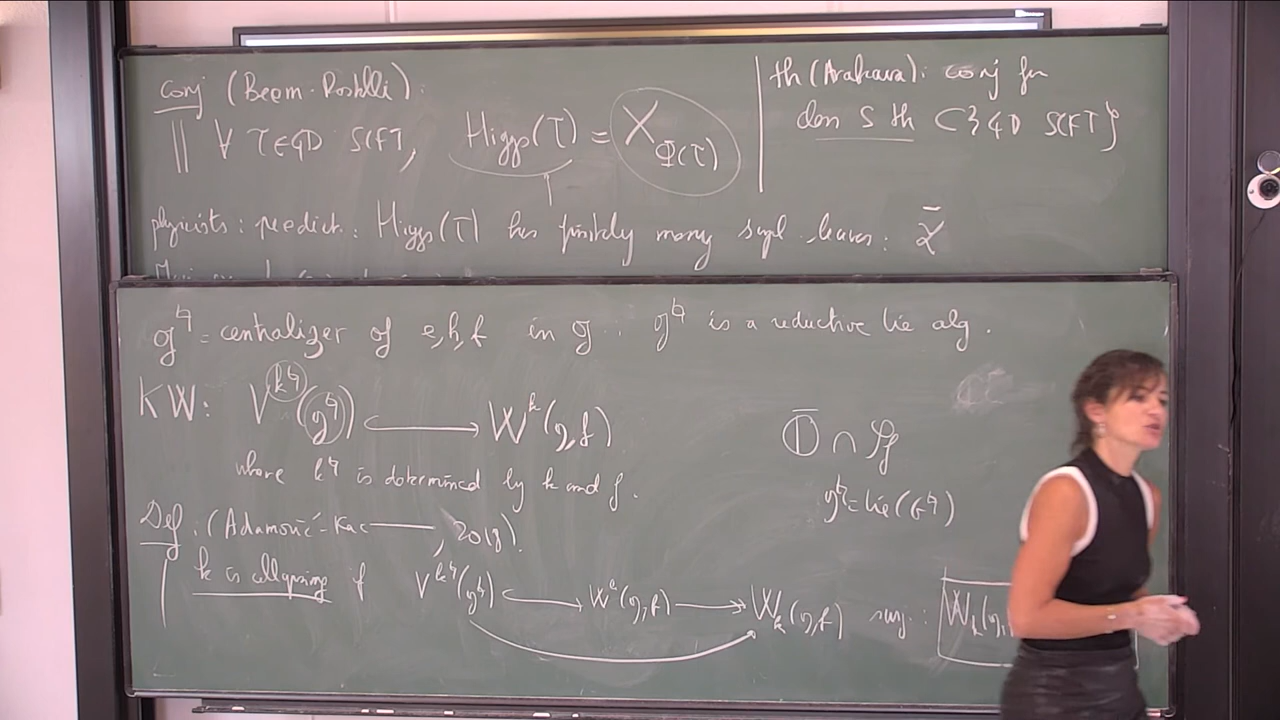 conj (Beem-Rastelli):
∀ τ ∈ 4D SCFT, Higgs(τ) = X_Φ(τ)
th (Arakawa): conj for
class S th ⊂ {4D SCFT}
physicists: predict: Higgs(τ) has finitely many sympl. leaves: L̄
g^♮ = centralizer of e,h,f in g. g^♮ is a reductive lie alg.
KW: V^{k^♮}(g^♮) ↪ W^k(g,f)
where k^♮ is determined by k and f.
Φ̄ ∩ 𝒮_f
g^♮ = Lie(G^♮)
Def. (Adamović-Kac———, 2018).
k is collapsing if V^{k^♮}(g^♮) ↪ W^k(g,f) ⟶ W_k(g,f) surj.: W_k(g,